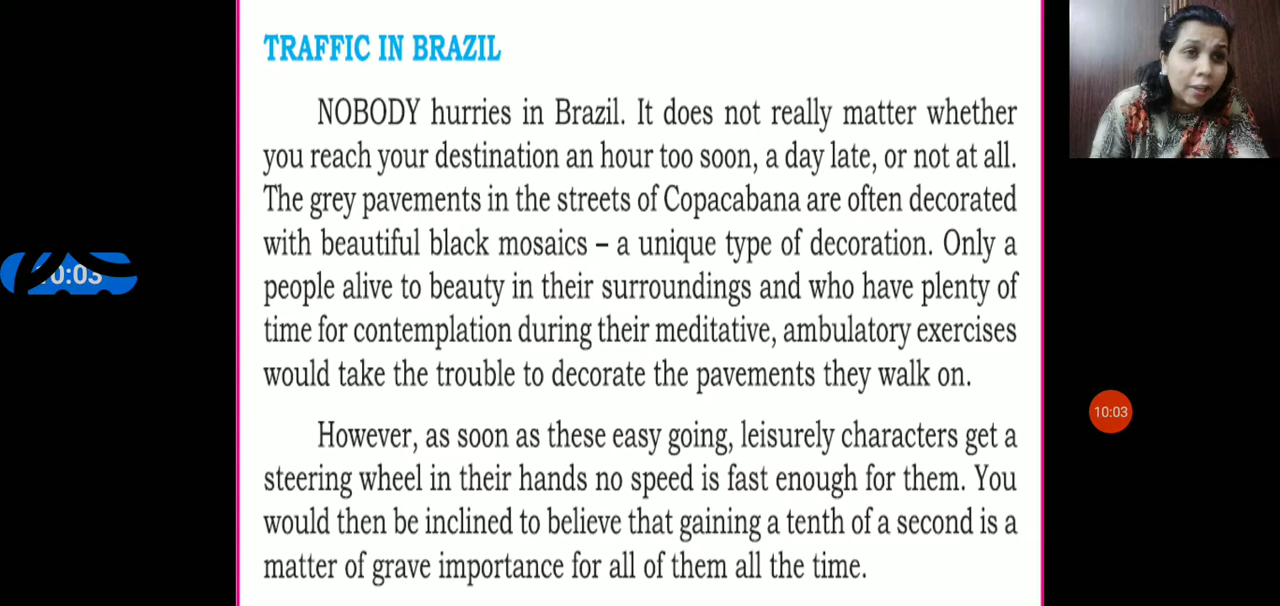 TRAFFIC IN BRAZIL
NOBODY hurries in Brazil. It does not really matter whether
you reach your destination an hour too soon, a day late, or not at all.
The grey pavements in the streets of Copacabana are often decorated
with beautiful black mosaics – a unique type of decoration. Only a
people alive to beauty in their surroundings and who have plenty of
time for contemplation during their meditative, ambulatory exercises
would take the trouble to decorate the pavements they walk on.
However, as soon as these easy going, leisurely characters get a
steering wheel in their hands no speed is fast enough for them. You
would then be inclined to believe that gaining a tenth of a second is a
matter of grave importance for all of them all the time.
10:03
10:03